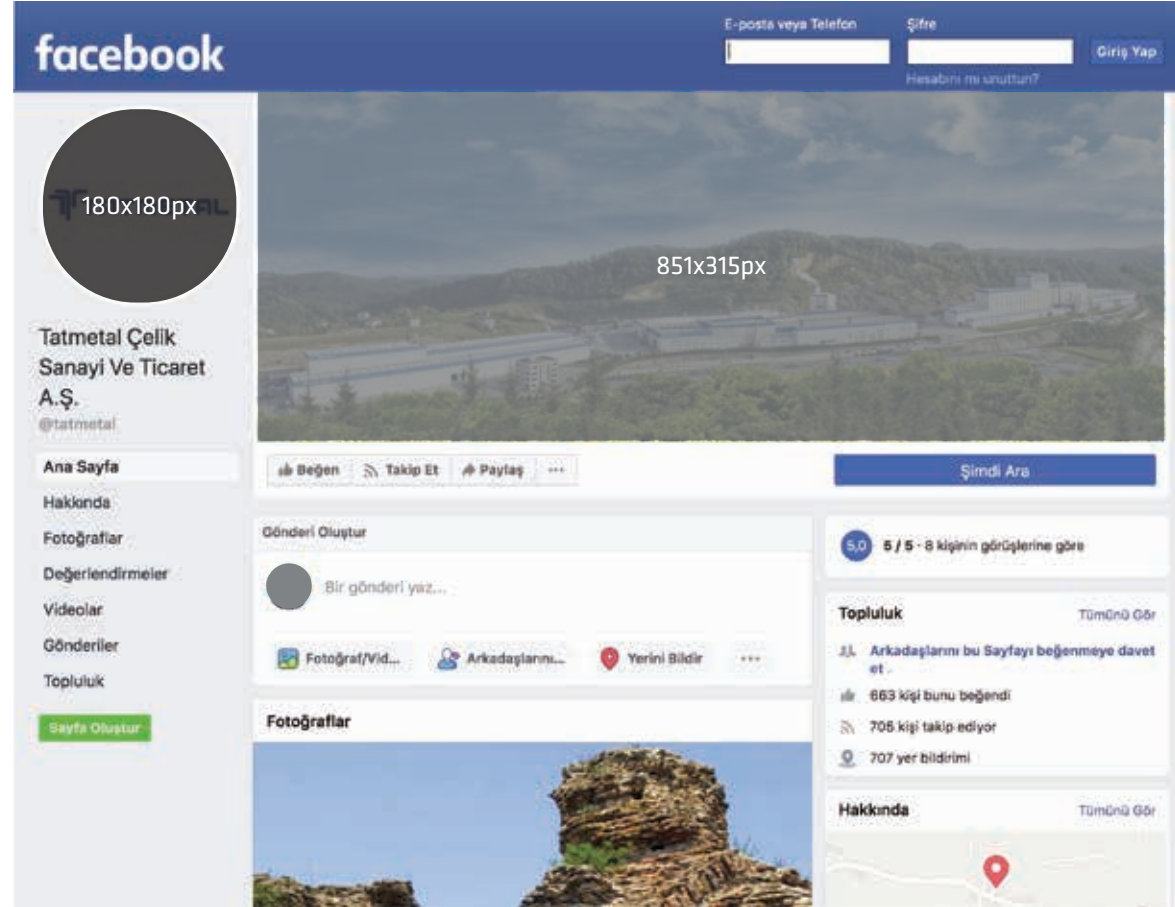 facebook
E-posta veya Telefon
Şifre
Giriş Yap
Hesabını mı unuttun?
180x180px
851x315px
Tatmetal Çelik
Sanayi Ve Ticaret
A.Ş.
@tatmetal
Ana Sayfa
Hakkında
Fotoğraflar
Değerlendirmeler
Videolar
Gönderiler
Topluluk
Sayfa Oluştur
Beğen
Takip Et
Paylaş
...
Şimdi Ara
Gönderi Oluştur
Bir gönderi yaz...
Fotoğraf/Vid...
Arkadaşlarını...
Yerini Bildir
...
Fotoğraflar
5,0
5 / 5 · 8 kişinin görüşlerine göre
Topluluk
Tümünü Gör
Arkadaşlarını bu Sayfayı beğenmeye davet
et .
663 kişi bunu beğendi
705 kişi takip ediyor
707 yer bildirimi
Hakkında
Tümünü Gör